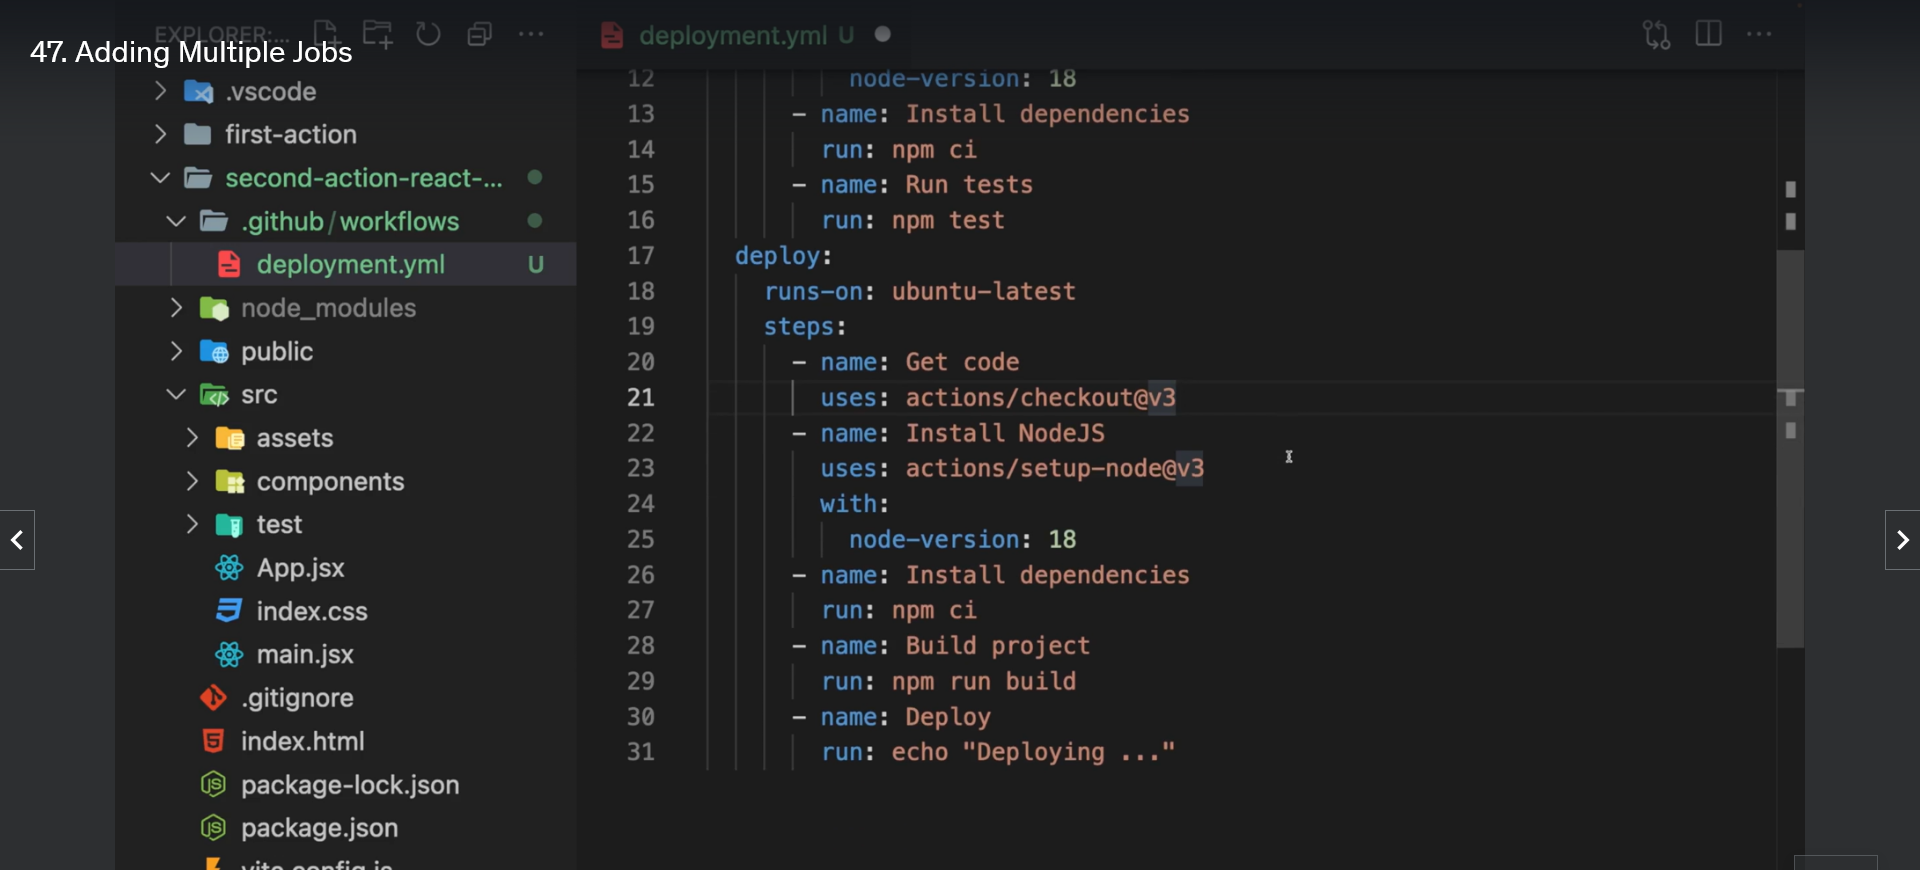 47. Adding Multiple Jobs
EXPLORER:...
.vscode
first-action
second-action-react-...
.github/workflows
deployment.yml U
node_modules
public
src
assets
components
test
App.jsx
index.css
main.jsx
.gitignore
index.html
package-lock.json
package.json
vite.config.js
deployment.yml U
12 node-version: 18
13 - name: Install dependencies
14 run: npm ci
15 - name: Run tests
16 run: npm test
17 deploy:
18 runs-on: ubuntu-latest
19 steps:
20 - name: Get code
21 uses: actions/checkout@v3
22 - name: Install NodeJS
23 uses: actions/setup-node@v3
24 with:
25 node-version: 18
26 - name: Install dependencies
27 run: npm ci
28 - name: Build project
29 run: npm run build
30 - name: Deploy
31 run: echo "Deploying ..."